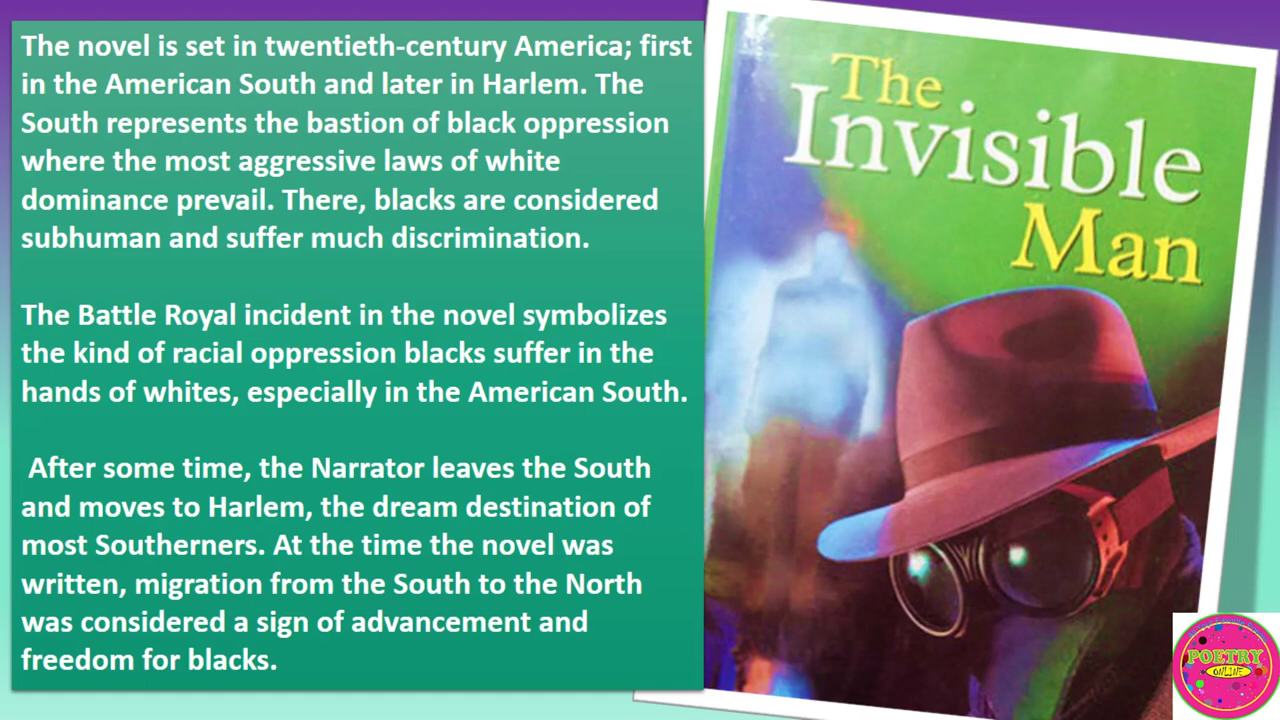 The novel is set in twentieth-century America; first
in the American South and later in Harlem. The
South represents the bastion of black oppression
where the most aggressive laws of white
dominance prevail. There, blacks are considered
subhuman and suffer much discrimination.
The Battle Royal incident in the novel symbolizes
the kind of racial oppression blacks suffer in the
hands of whites, especially in the American South.
After some time, the Narrator leaves the South
and moves to Harlem, the dream destination of
most Southerners. At the time the novel was
written, migration from the South to the North
was considered a sign of advancement and
freedom for blacks.
The
Invisible
Man
POETRY
ONLINE